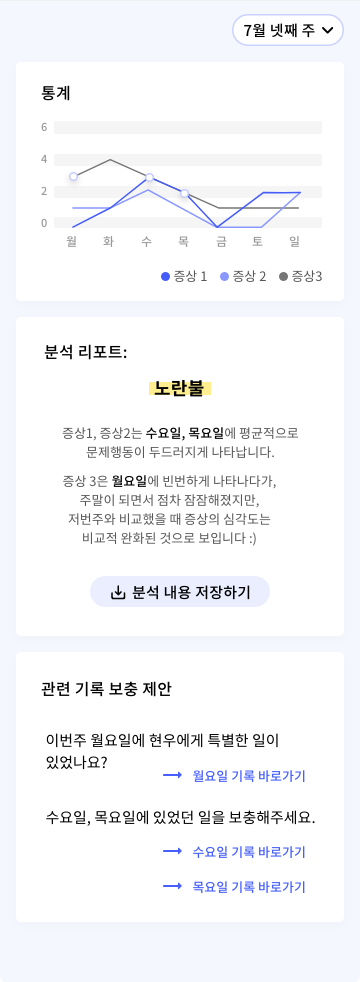 7월 넷째 주
통계
6
4
2
0
월 화 수 목 금 토 일
증상 1 증상 2 증상3
분석 리포트:
노란불
증상1, 증상2는 수요일, 목요일에 평균적으로
문제행동이 두드러지게 나타납니다.
증상 3은 월요일에 빈번하게 나타나다가,
주말이 되면서 점차 잠잠해졌지만,
저번주와 비교했을 때 증상의 심각도는
비교적 완화된 것으로 보입니다 :)
분석 내용 저장하기
관련 기록 보충 제안
이번주 월요일에 현우에게 특별한 일이
있었나요?
월요일 기록 바로가기
수요일, 목요일에 있었던 일을 보충해주세요.
수요일 기록 바로가기
목요일 기록 바로가기